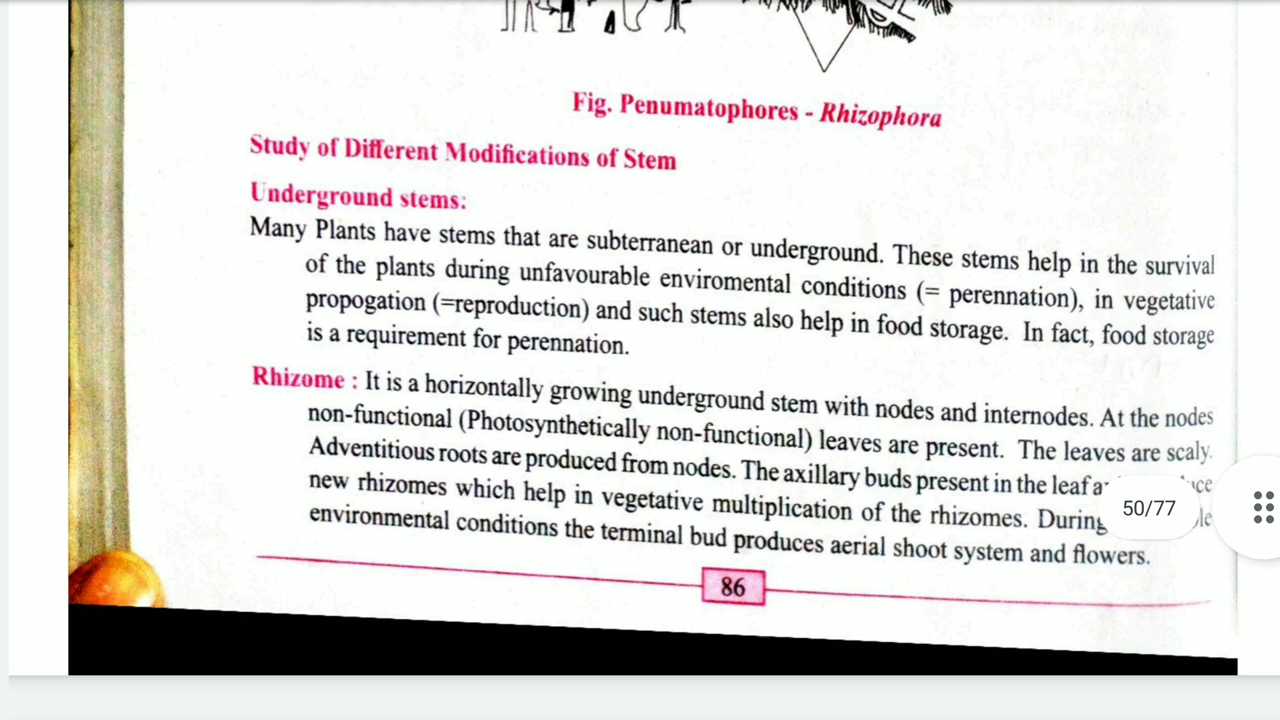 Fig. Penumatophores - Rhizophora
Study of Different Modifications of Stem
Underground stems:
Many Plants have stems that are subterranean or underground. These stems help in the survival
of the plants during unfavourable enviromental conditions (= perennation), in vegetative
propogation (=reproduction) and such stems also help in food storage. In fact, food storage
is a requirement for perennation.
Rhizome : It is a horizontally growing underground stem with nodes and internodes. At the nodes
non-functional (Photosynthetically non-functional) leaves are present. The leaves are scaly.
Adventitious roots are produced from nodes. The axillary buds present in the leaf
new rhizomes which help in vegetative multiplication of the rhizomes. During
50/77
environmental conditions the terminal bud produces aerial shoot system and flowers.
86